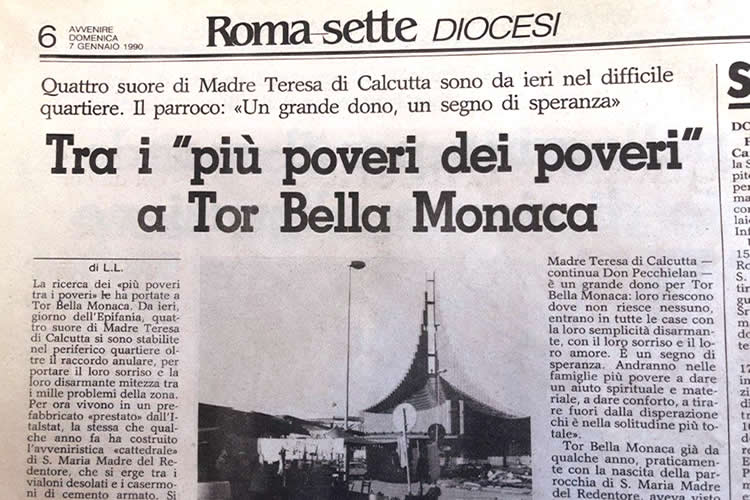 6
AVVENIRE
DOMENICA
7 GENNAIO 1990
Roma-sette DIOCESI
Quattro suore di Madre Teresa di Calcutta sono da ieri nel difficile
quartiere. Il parroco: «Un grande dono, un segno di speranza»
Tra i "più poveri dei poveri"
a Tor Bella Monaca
di L.L.
La ricerca dei «più poveri
tra i poveri» le ha portate a
Tor Bella Monaca. Da ieri,
giorno dell'Epifania, quat-
tro suore di Madre Teresa
di Calcutta si sono stabilite
nel periferico quartiere ol-
tre il raccordo anulare, per
portare il loro sorriso e la
loro disarmante mitezza tra
i mille problemi della zona.
Per ora vivono in un pre-
fabbricato «prestato» dall'I-
talstat, la stessa che qual-
che anno fa ha costruito
l'avveniristica «cattedrale»
di S. Maria Madre del Re-
dentore, che si erge tra i
vialoni desolati e i casermo-
ni di cemento armato. Si
Madre Teresa di Calcutta —
continua Don Pecchielan —
è un grande dono per Tor
Bella Monaca: loro riescono
dove non riesce nessuno,
entrano in tutte le case con
la loro semplicità disarman-
te, con il loro sorriso e il lo-
ro amore. È un segno di
speranza. Andranno nelle
famiglie più povere a dare
un aiuto spirituale e mate-
riale, a dare conforto, a tira-
re fuori dalla disperazione
chi è nella solitudine più to-
tale».
Tor Bella Monaca già da
qualche anno, praticamen-
te con la nascita della par-
rocchia di S. Maria Madre
del Redentore, aveva visto